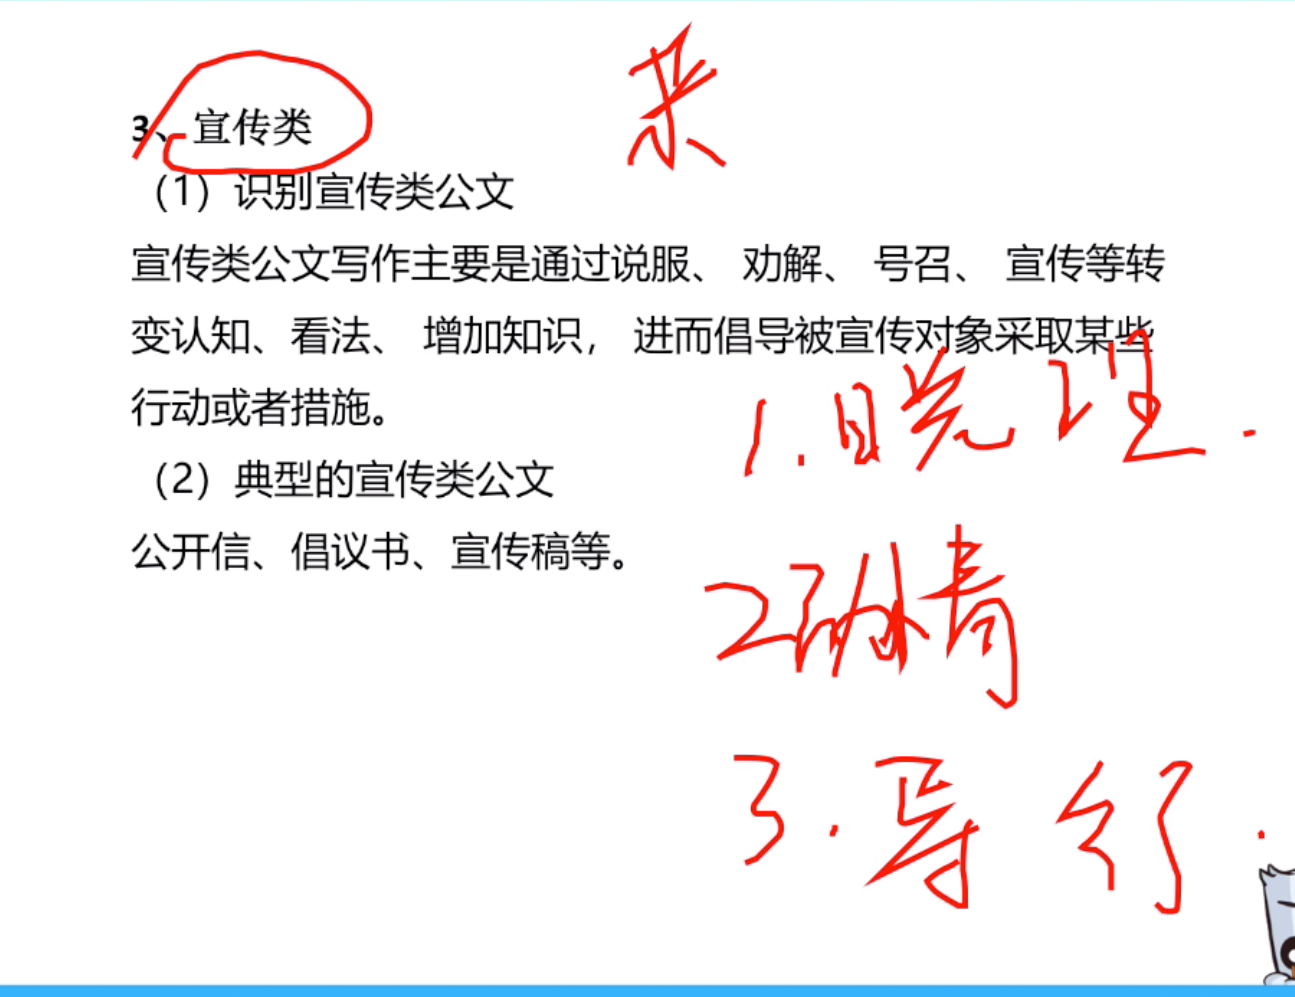 3、宣传类
（1）识别宣传类公文
宣传类公文写作主要是通过说服、 劝解、 号召、 宣传等转
变认知、看法、 增加知识， 进而倡导被宣传对象采取某些
行动或者措施。
（2）典型的宣传类公文
公开信、倡议书、宣传稿等。
1.晓理.
2动情
3.导行.